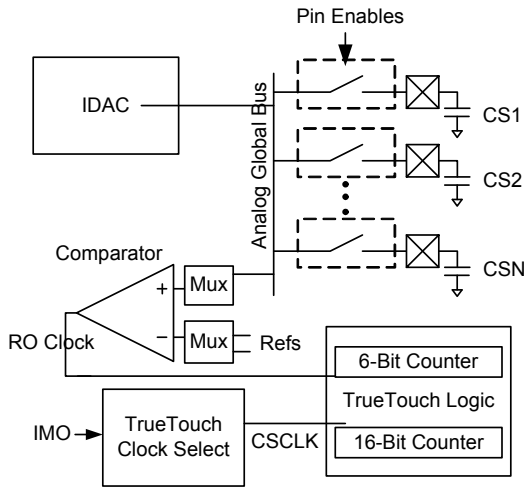 Pin Enables
IDAC
Analog Global Bus
CS1
CS2
CSN
Comparator
+
Mux
−
Mux
Refs
RO Clock
6-Bit Counter
TrueTouch Logic
16-Bit Counter
IMO
TrueTouch
Clock Select
CSCLK